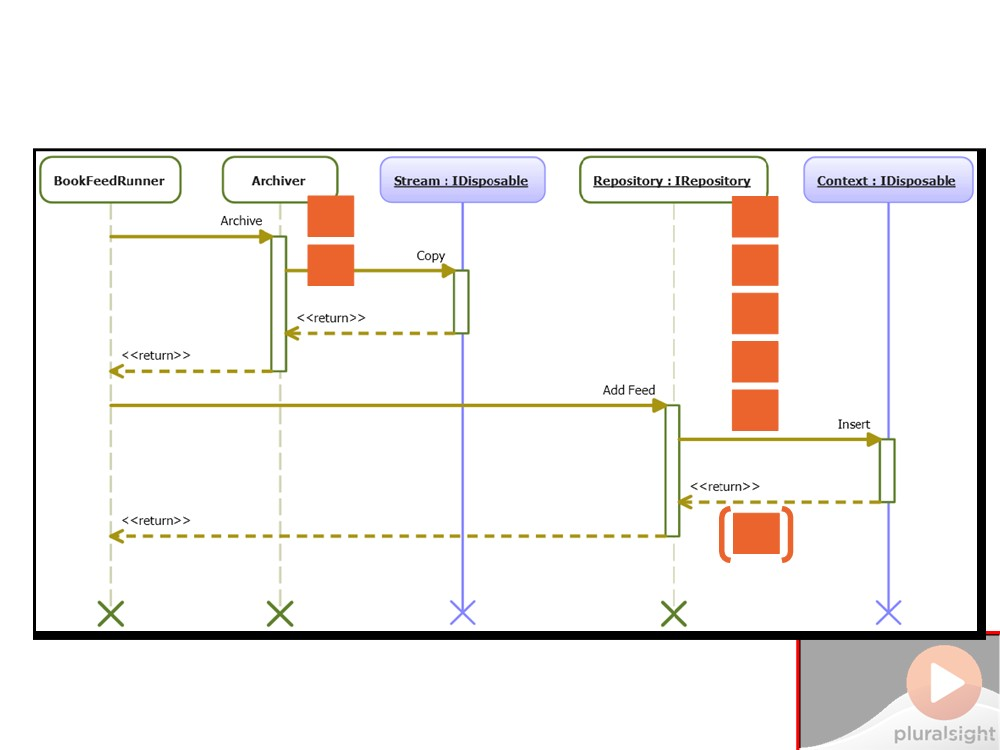 BookFeedRunner
Archiver
Stream : IDisposable
Repository : IRepository
Context : IDisposable
Archive
Copy
<<return>>
<<return>>
Add Feed
Insert
<<return>>
<<return>>
pluralsight